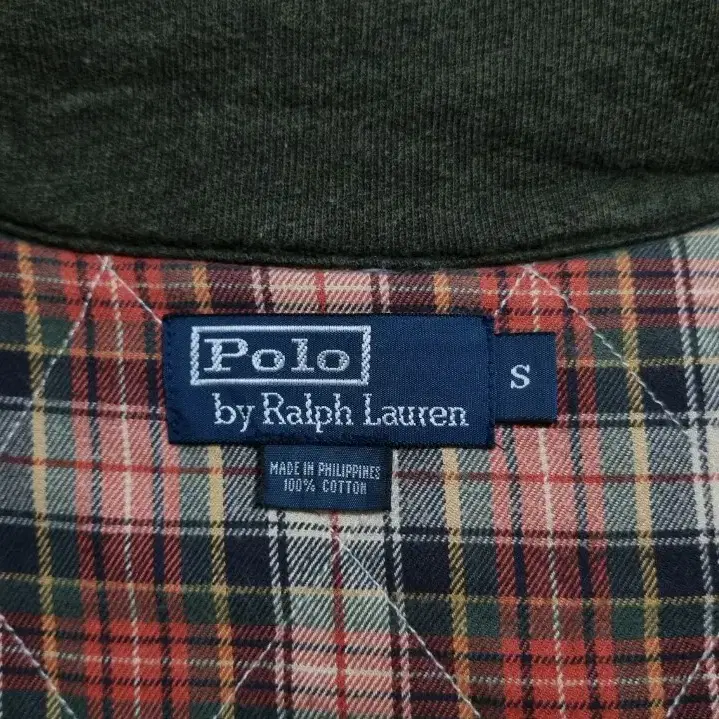 Polo
by Ralph Lauren
S
MADE IN PHILIPPINES
100% COTTON